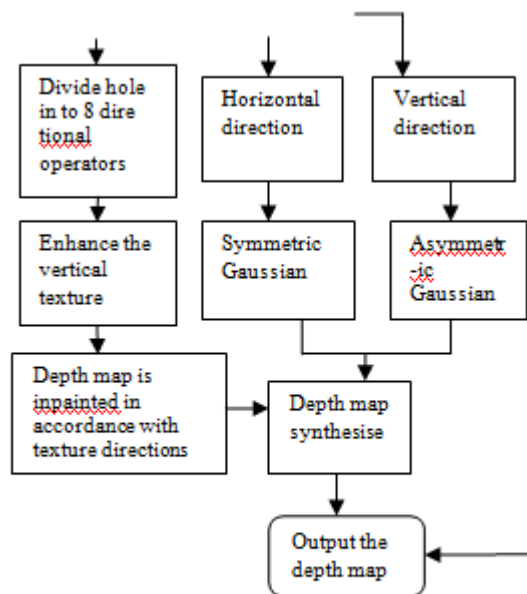 Divide hole
in to 8 dire
tional
operators
Horizontal
direction
Vertical
direction
Enhance the
vertical
texture
Symmetric
Gaussian
Asymmetr
-ic
Gaussian
Depth map is
inpainted in
accordance with
texture directions
Depth map
synthesise
Output the
depth map